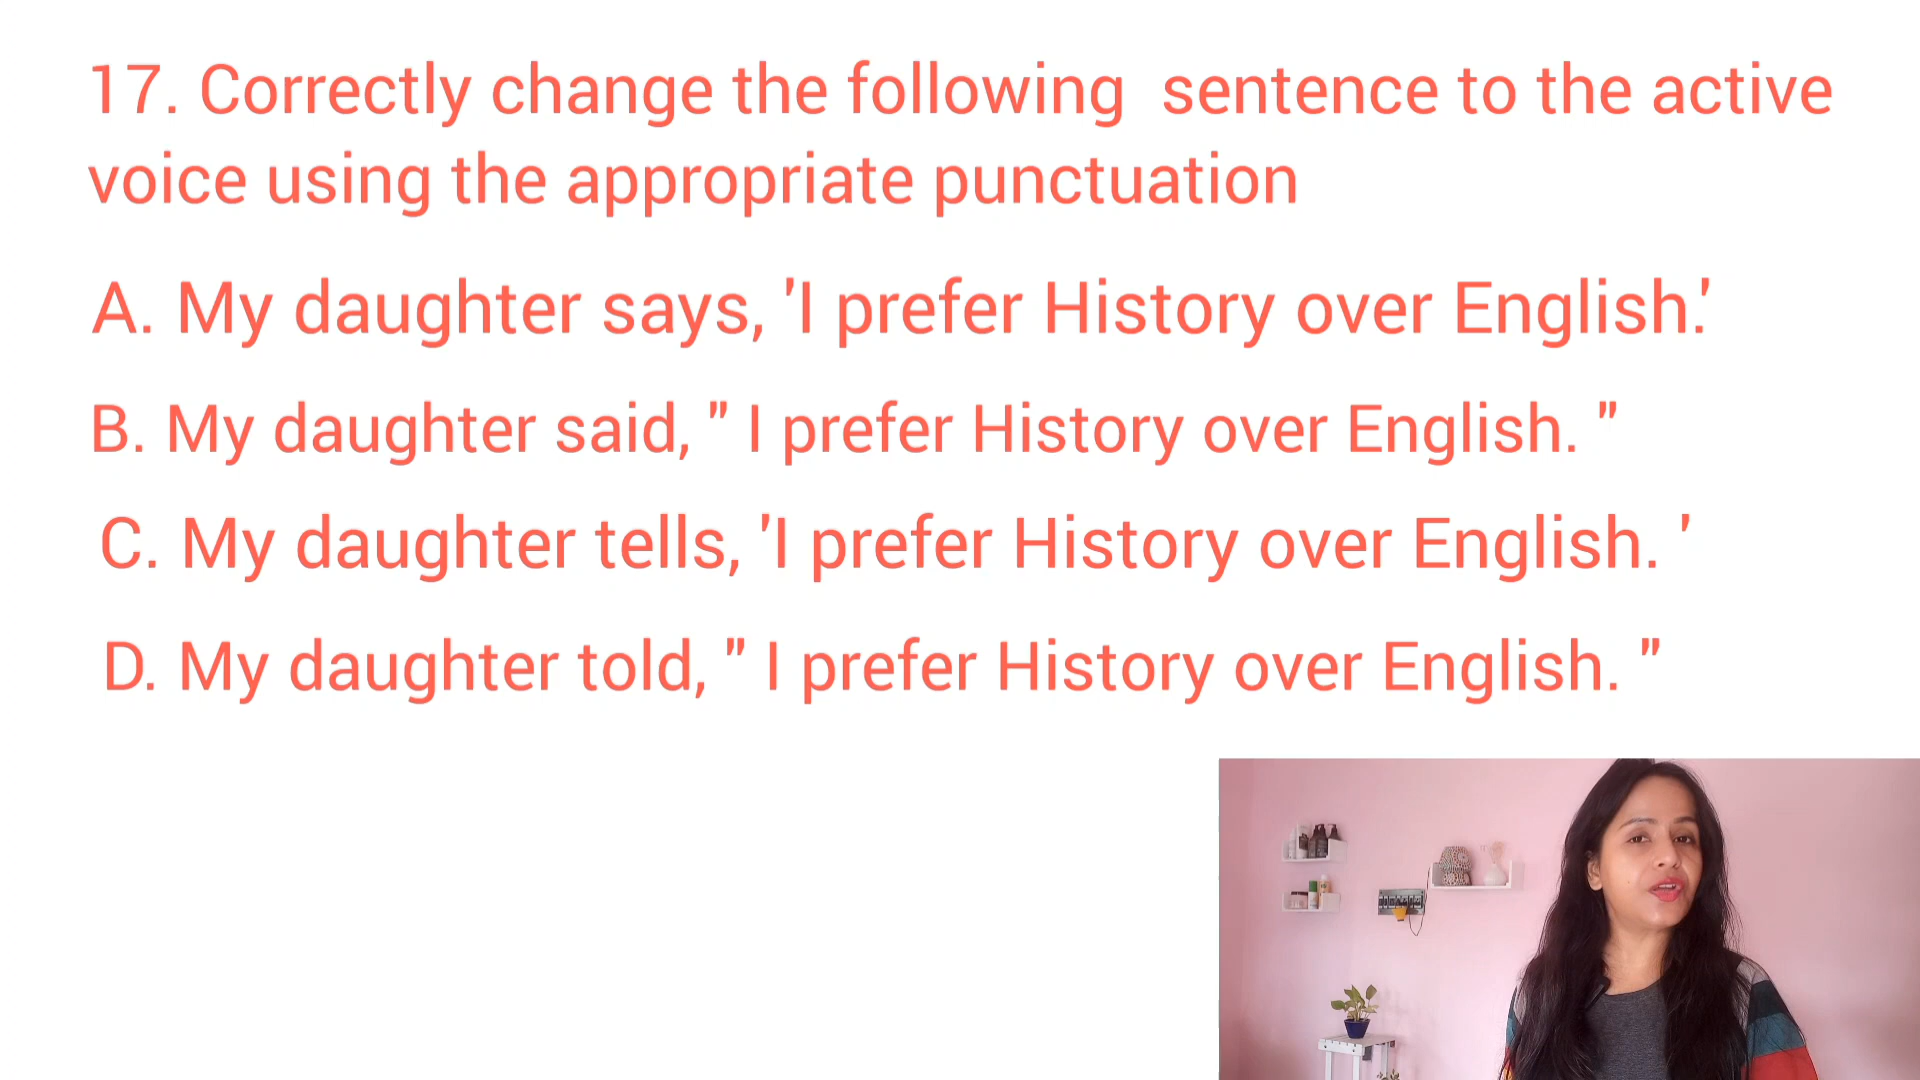 17. Correctly change the following  sentence to the active
voice using the appropriate punctuation
A. My daughter says, 'I prefer History over English.'
B. My daughter said, " I prefer History over English. "
C. My daughter tells, 'I prefer History over English. '
D. My daughter told, " I prefer History over English. "